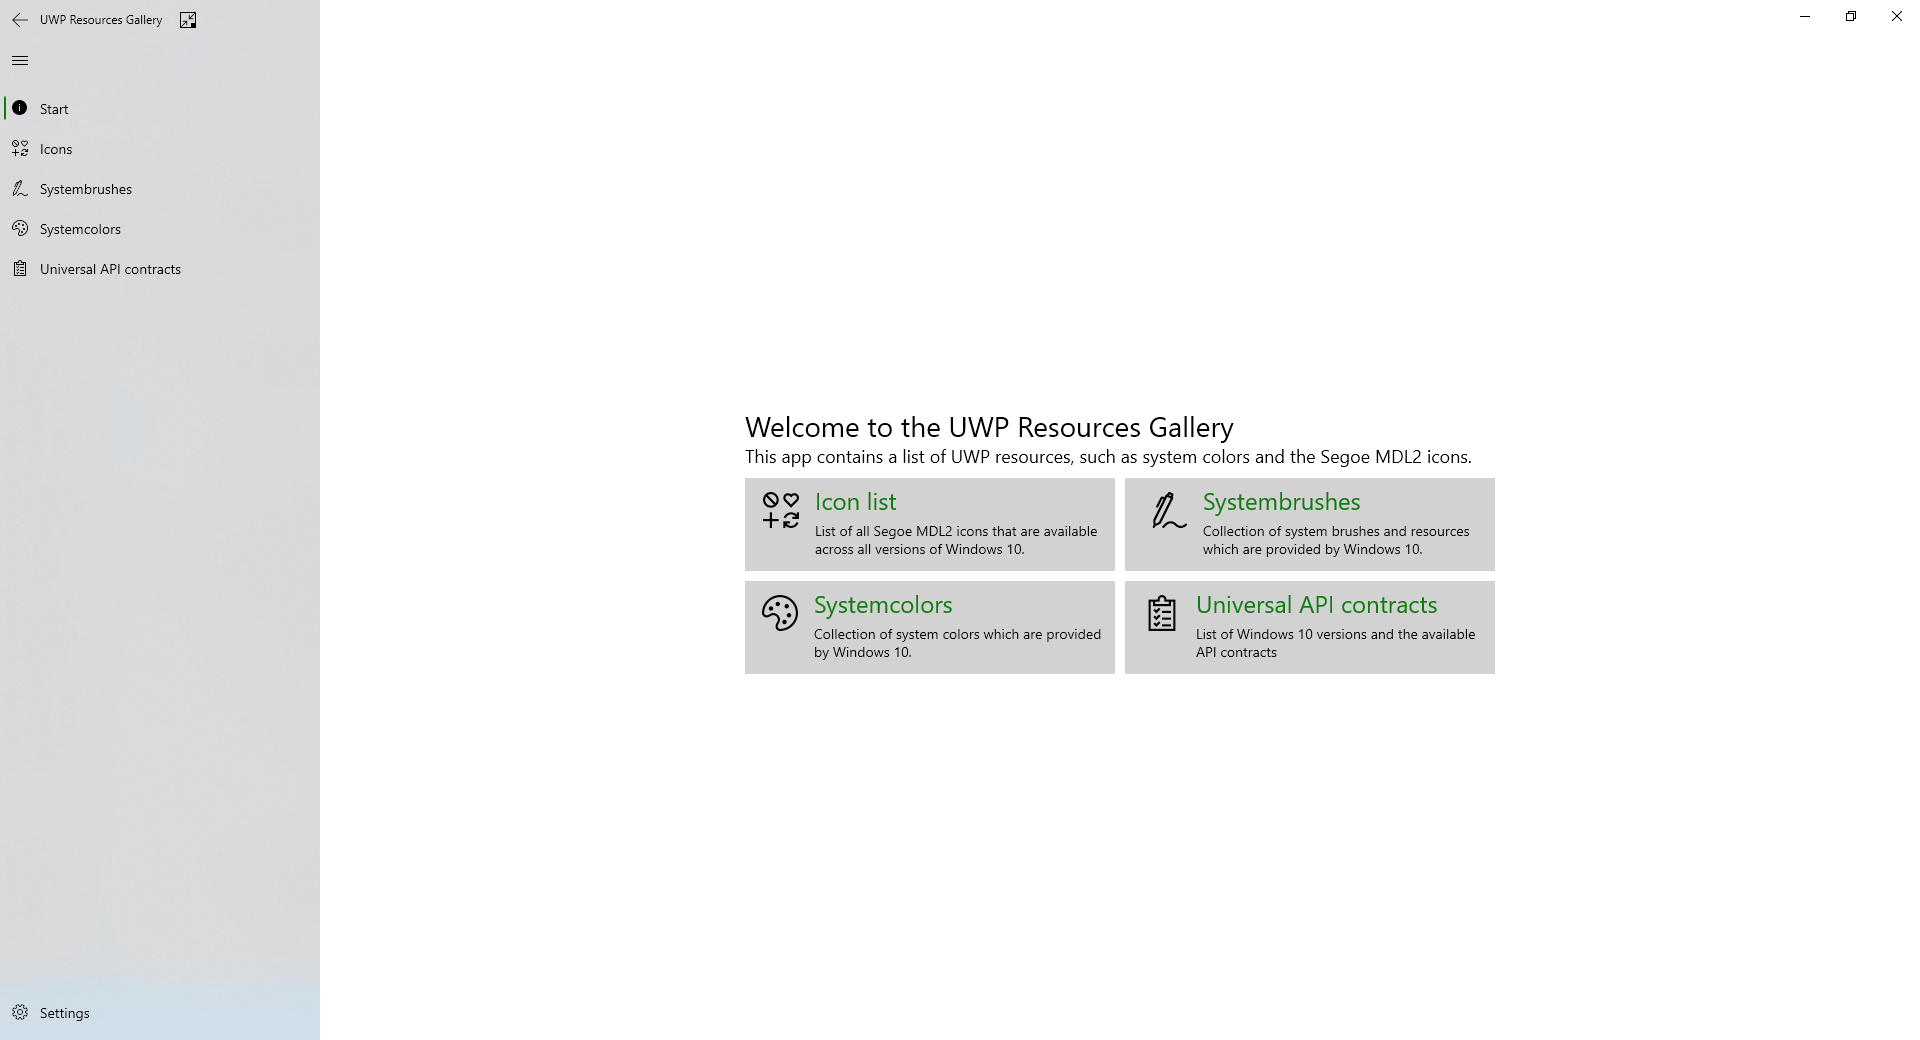 UWP Resources Gallery
Start
Icons
Systembrushes
Systemcolors
Universal API contracts
Settings
Welcome to the UWP Resources Gallery
This app contains a list of UWP resources, such as system colors and the Segoe MDL2 icons.
Icon list
List of all Segoe MDL2 icons that are available
across all versions of Windows 10.
Systembrushes
Collection of system brushes and resources
which are provided by Windows 10.
Systemcolors
Collection of system colors which are provided
by Windows 10.
Universal API contracts
List of Windows 10 versions and the available
API contracts